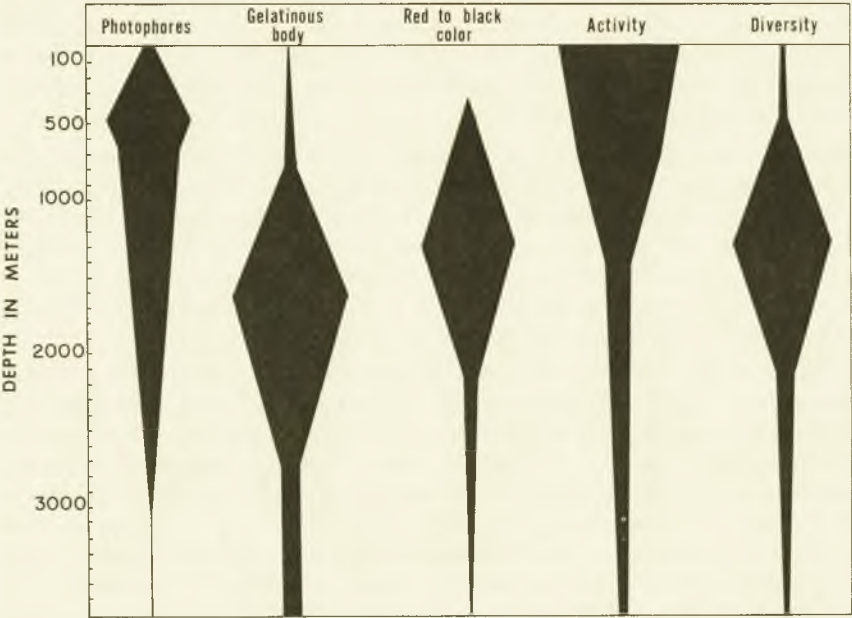 Photophores
Gelatinous
body
Red to black
color
Activity
Diversity
DEPTH IN METERS
100
500
1000
2000
3000